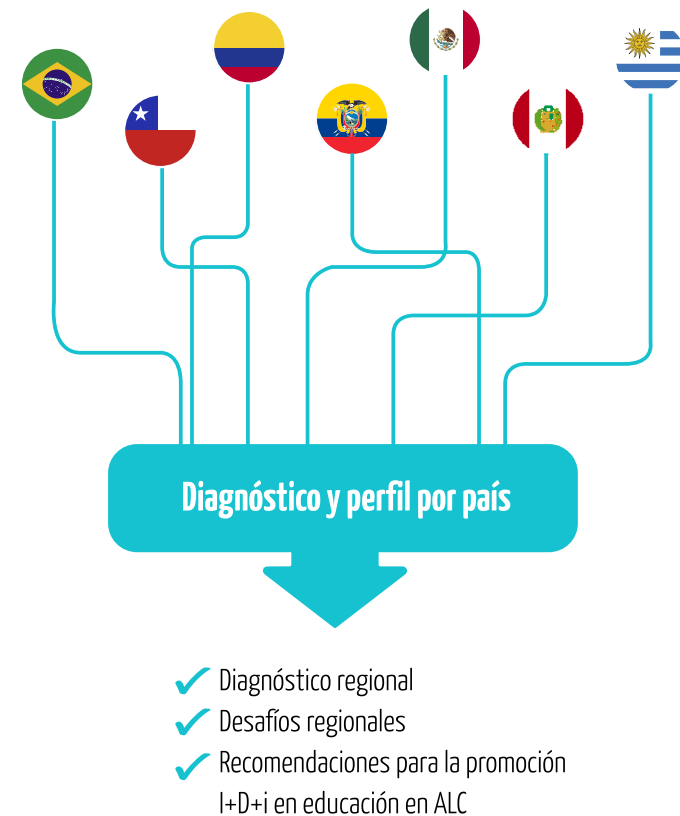 Diagnóstico y perfil por país
Diagnóstico regional
Desafíos regionales
Recomendaciones para la promoción
I+D+i en educación en ALC